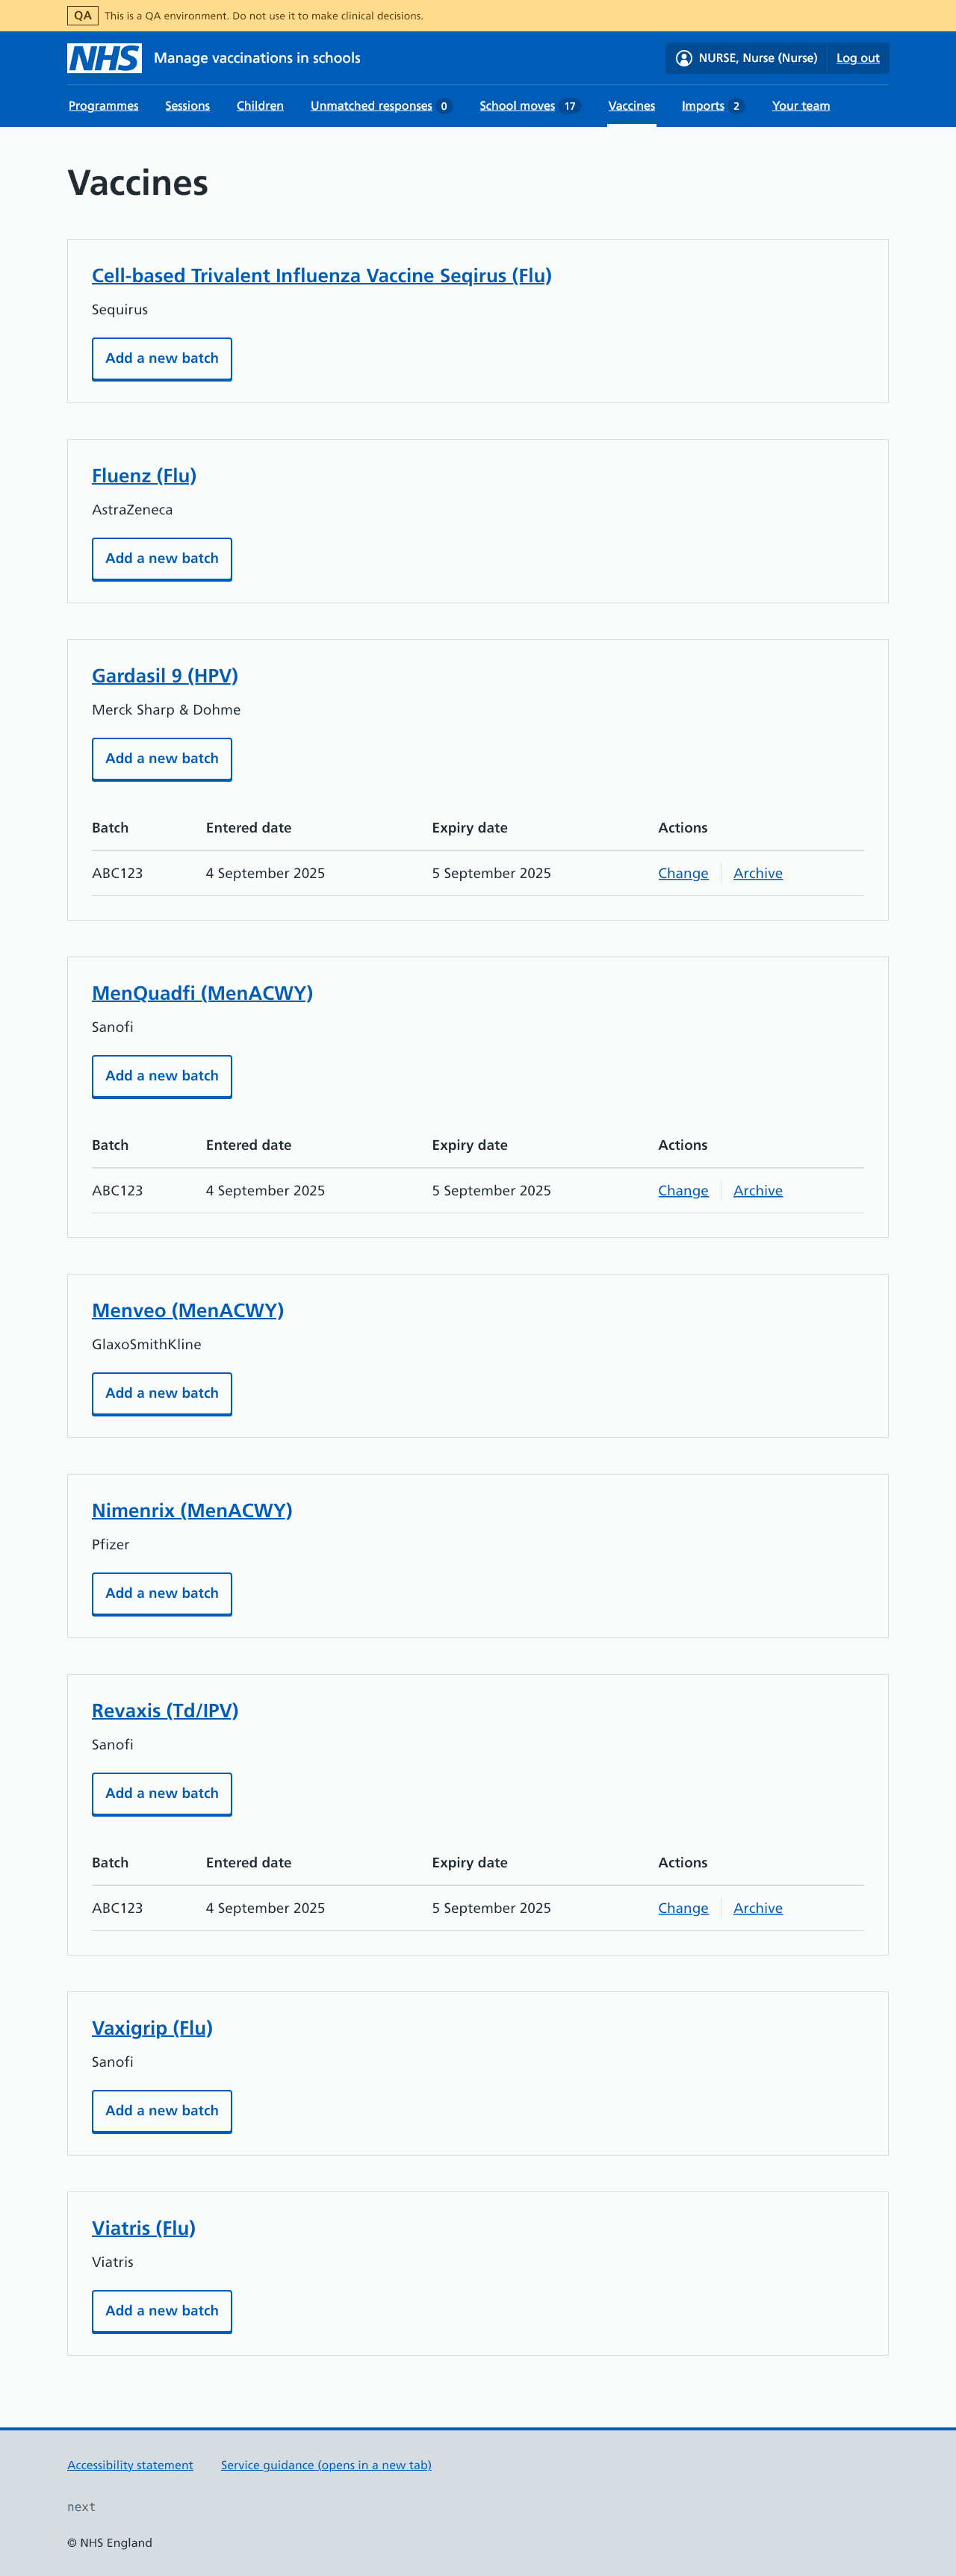 QA This is a QA environment. Do not use it to make clinical decisions.
NHS Manage vaccinations in schools NURSE, Nurse (Nurse) Log out
Programmes Sessions Children Unmatched responses 0 School moves 17 Vaccines Imports 2 Your team
Vaccines
Cell-based Trivalent Influenza Vaccine Seqirus (Flu)
Sequirus
Add a new batch
Fluenz (Flu)
AstraZeneca
Add a new batch
Gardasil 9 (HPV)
Merck Sharp & Dohme
Add a new batch
Batch Entered date Expiry date Actions
ABC123 4 September 2025 5 September 2025 Change Archive
MenQuadfi (MenACWY)
Sanofi
Add a new batch
Batch Entered date Expiry date Actions
ABC123 4 September 2025 5 September 2025 Change Archive
Menveo (MenACWY)
GlaxoSmithKline
Add a new batch
Nimenrix (MenACWY)
Pfizer
Add a new batch
Revaxis (Td/IPV)
Sanofi
Add a new batch
Batch Entered date Expiry date Actions
ABC123 4 September 2025 5 September 2025 Change Archive
Vaxigrip (Flu)
Sanofi
Add a new batch
Viatris (Flu)
Viatris
Add a new batch
Accessibility statement Service guidance (opens in a new tab)
next
© NHS England